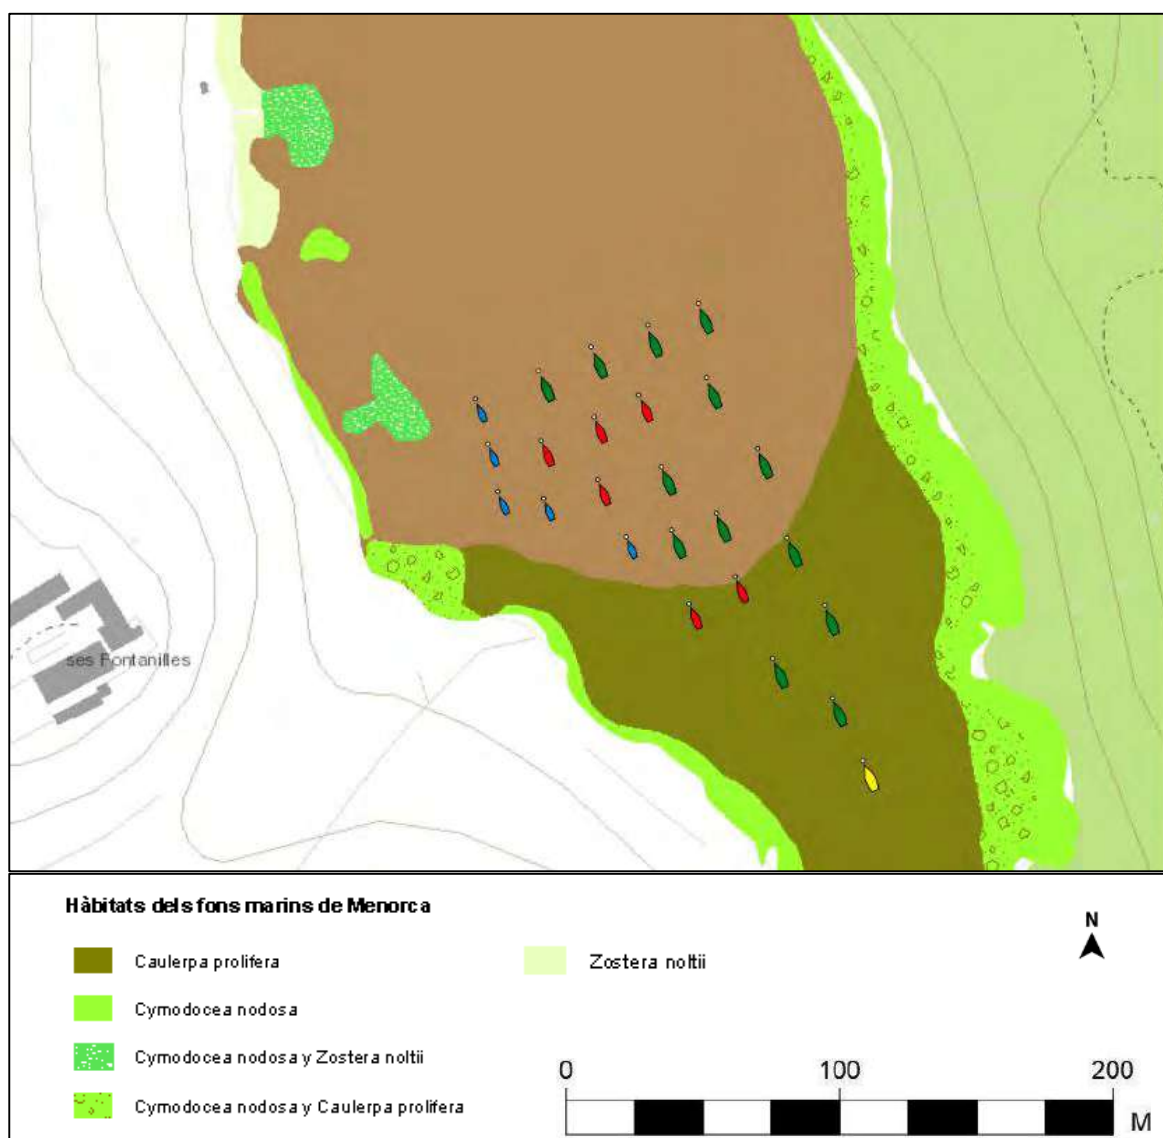 ses Fontanilles
Hàbitats dels fons marins de Menorca
Caulerpa prolifera
Cymodocea nodosa
Cymodocea nodosa y Zostera noltii
Cymodocea nodosa y Caulerpa prolifera
Zostera noltii
N
0 100 200
M